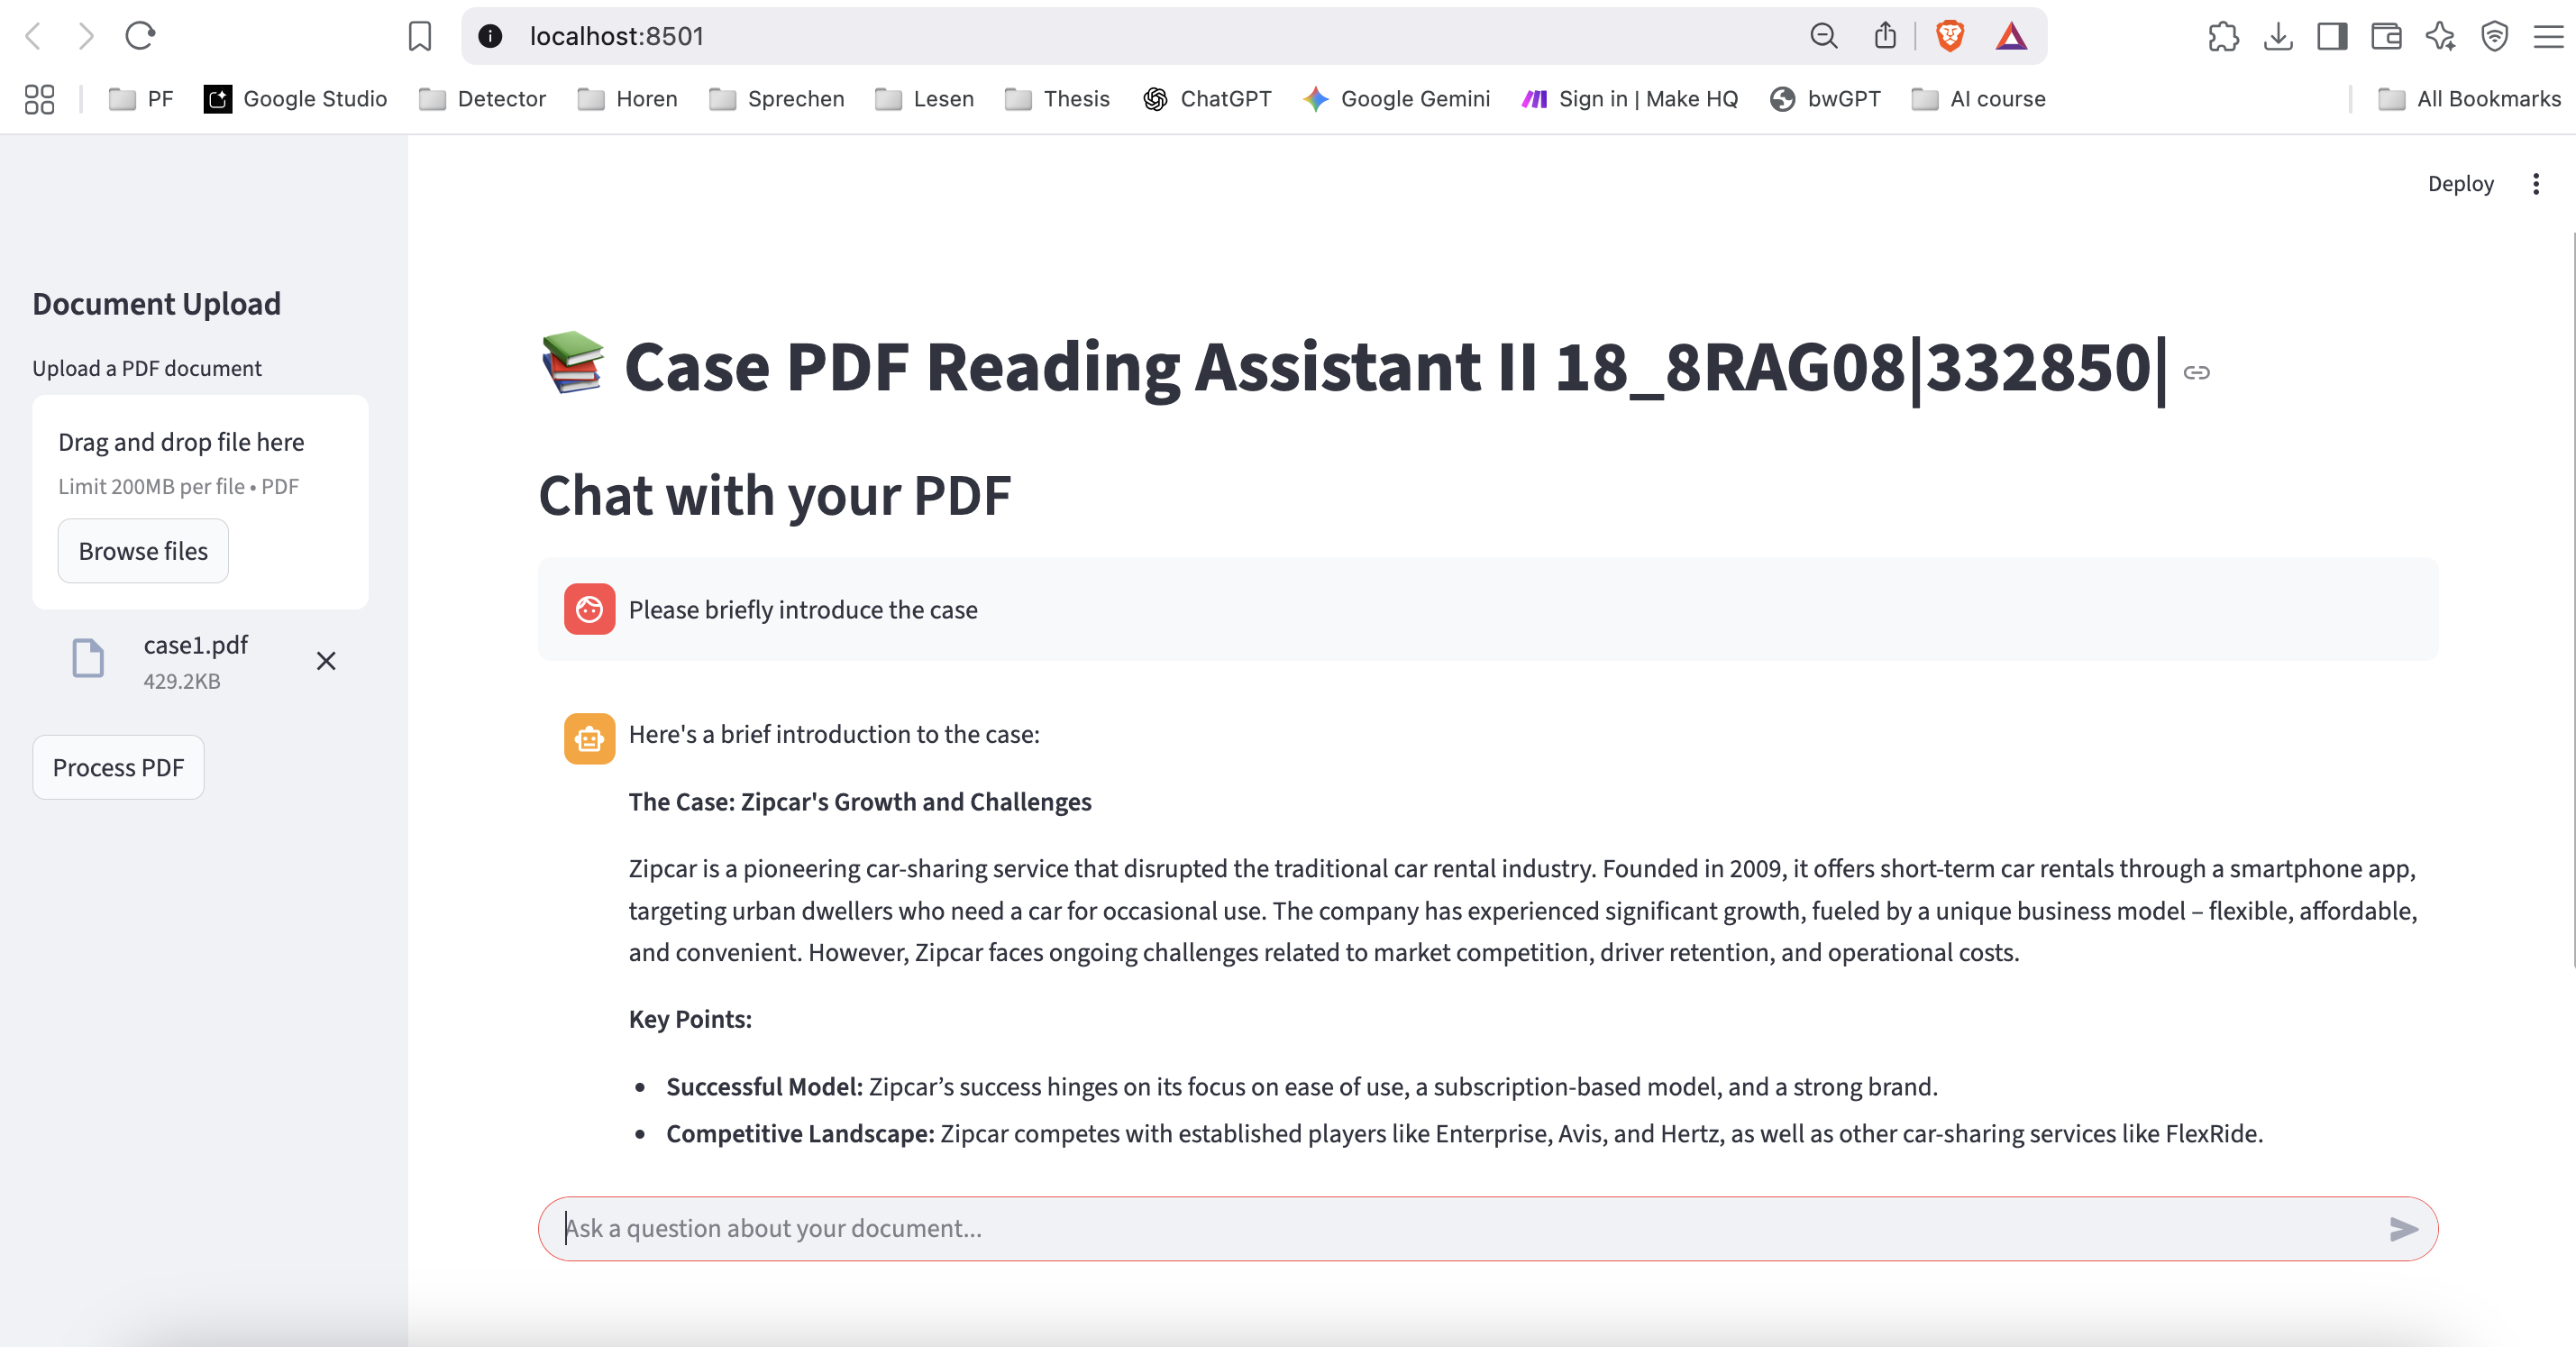 localhost:8501
PF
Google Studio
Detector
Horen
Sprechen
Lesen
Thesis
ChatGPT
Google Gemini
Sign in | Make HQ
bwGPT
AI course
All Bookmarks
Deploy
Document Upload
Upload a PDF document
Drag and drop file here
Limit 200MB per file • PDF
Browse files
case1.pdf
429.2KB
Process PDF
Case PDF Reading Assistant II 18_8RAG08|332850|
Chat with your PDF
Please briefly introduce the case
Here's a brief introduction to the case:
The Case: Zipcar's Growth and Challenges
Zipcar is a pioneering car-sharing service that disrupted the traditional car rental industry. Founded in 2009, it offers short-term car rentals through a smartphone app,
targeting urban dwellers who need a car for occasional use. The company has experienced significant growth, fueled by a unique business model – flexible, affordable,
and convenient. However, Zipcar faces ongoing challenges related to market competition, driver retention, and operational costs.
Key Points:
• Successful Model: Zipcar’s success hinges on its focus on ease of use, a subscription-based model, and a strong brand.
• Competitive Landscape: Zipcar competes with established players like Enterprise, Avis, and Hertz, as well as other car-sharing services like FlexRide.
Ask a question about your document...